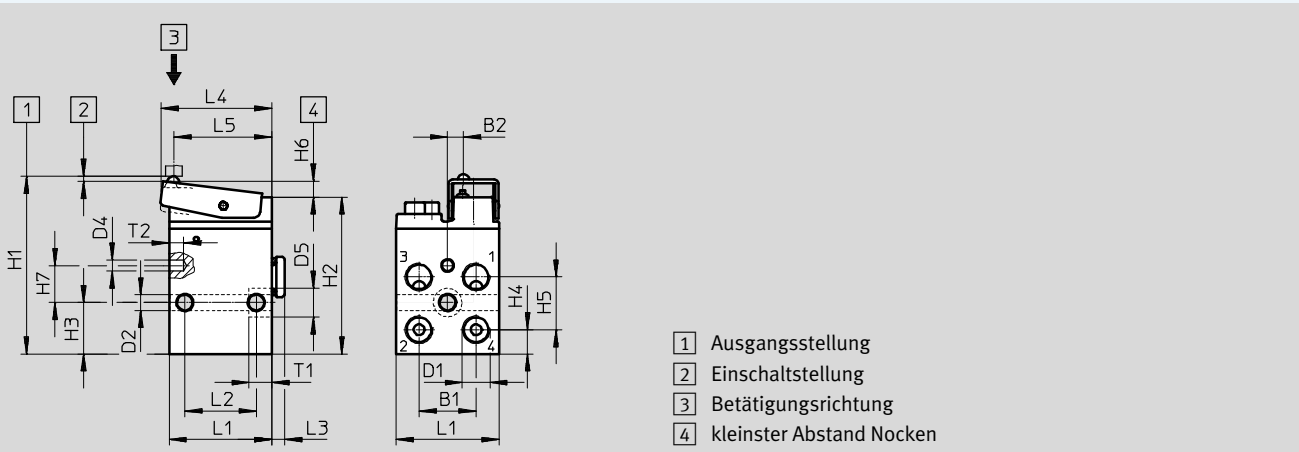 3
1
2
L4
4
L5
H6
B2
D4
T2
D5
H1
H7
H3
D2
H2
3
1
H4
H5
2
4
T1
D1
L2
B1
L1
L3
L1
1 Ausgangsstellung
2 Einschaltstellung
3 Betätigungsrichtung
4 kleinster Abstand Nocken